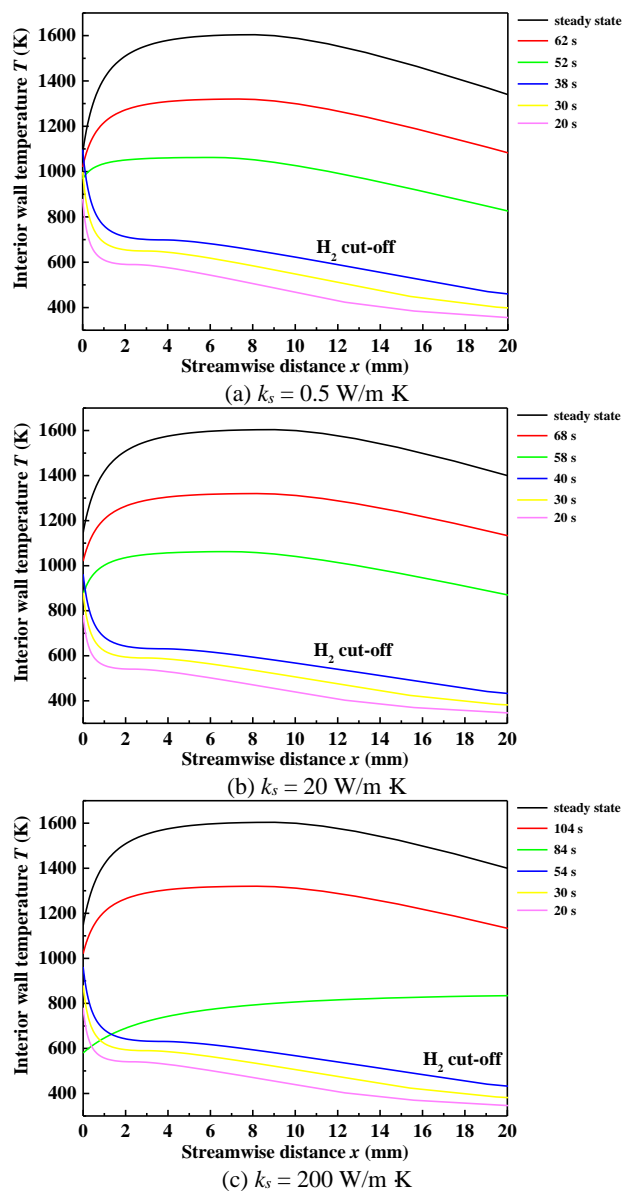 steady state
62 s
52 s
38 s
30 s
20 s
1600
1400
1200
1000
800
600
400
Interior wall temperature T (K)
H2 cut-off
0 2 4 6 8 10 12 14 16 18 20
Streamwise distance x (mm)
(a) ks = 0.5 W/m·K
steady state
68 s
58 s
40 s
30 s
20 s
1600
1400
1200
1000
800
600
400
Interior wall temperature T (K)
H2 cut-off
0 2 4 6 8 10 12 14 16 18 20
Streamwise distance x (mm)
(b) ks = 20 W/m·K
steady state
104 s
84 s
54 s
30 s
20 s
1600
1400
1200
1000
800
600
400
Interior wall temperature T (K)
H2 cut-off
0 2 4 6 8 10 12 14 16 18 20
Streamwise distance x (mm)
(c) ks = 200 W/m·K